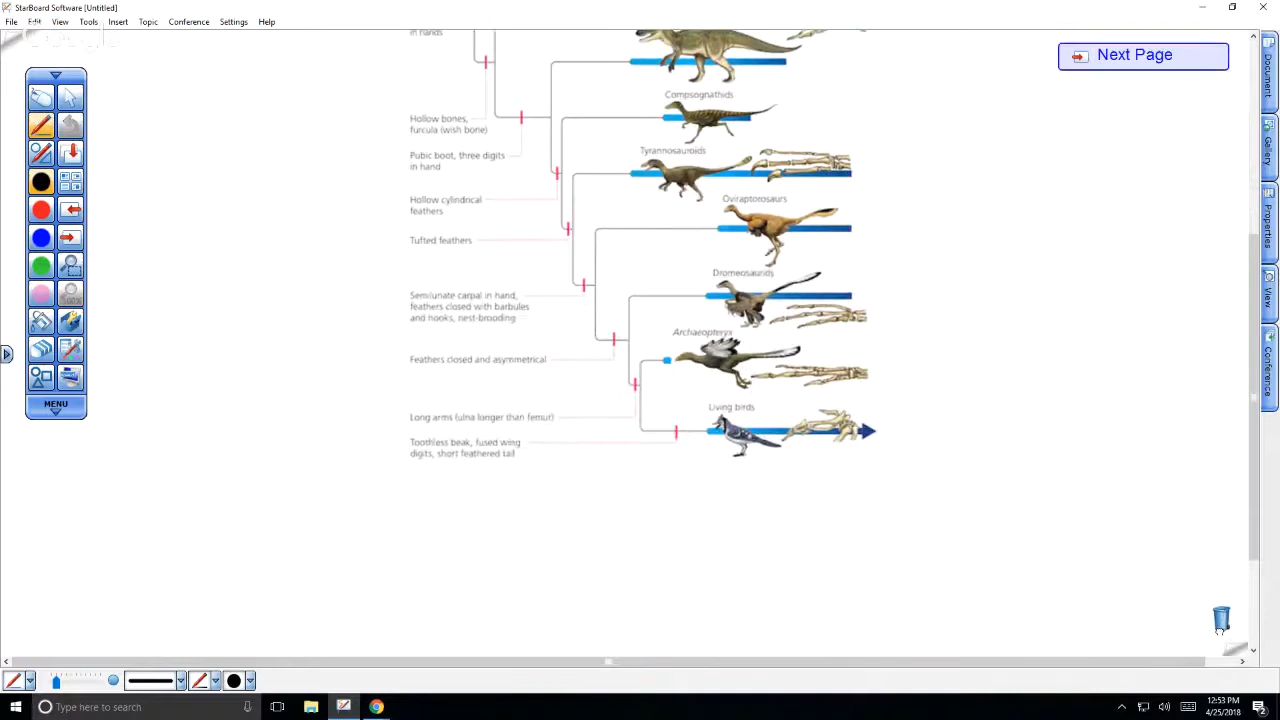 StarBoard Software [Untitled]
File Edit View Tools Insert Topic Conference Settings Help
in hands
Next Page
Compsognathids
Hollow bones,
furcula (wish bone)
Tyrannosauroids
Pubic boot, three digits
in hand
Hollow cylindrical
feathers
Oviraptorosaurs
Tufted feathers
Dromeosaurids
Semilunate carpal in hand,
feathers closed with barbules
and hooks, nest-brooding
Archaeopteryx
Feathers closed and asymmetrical
Living birds
Long arms (ulna longer than femur)
Toothless beak, fused wing
digits, short feathered tail
100%
MENU
Document
Gallery
Properties
View
Conference
Type here to search
12:53 PM
4/25/2018
2